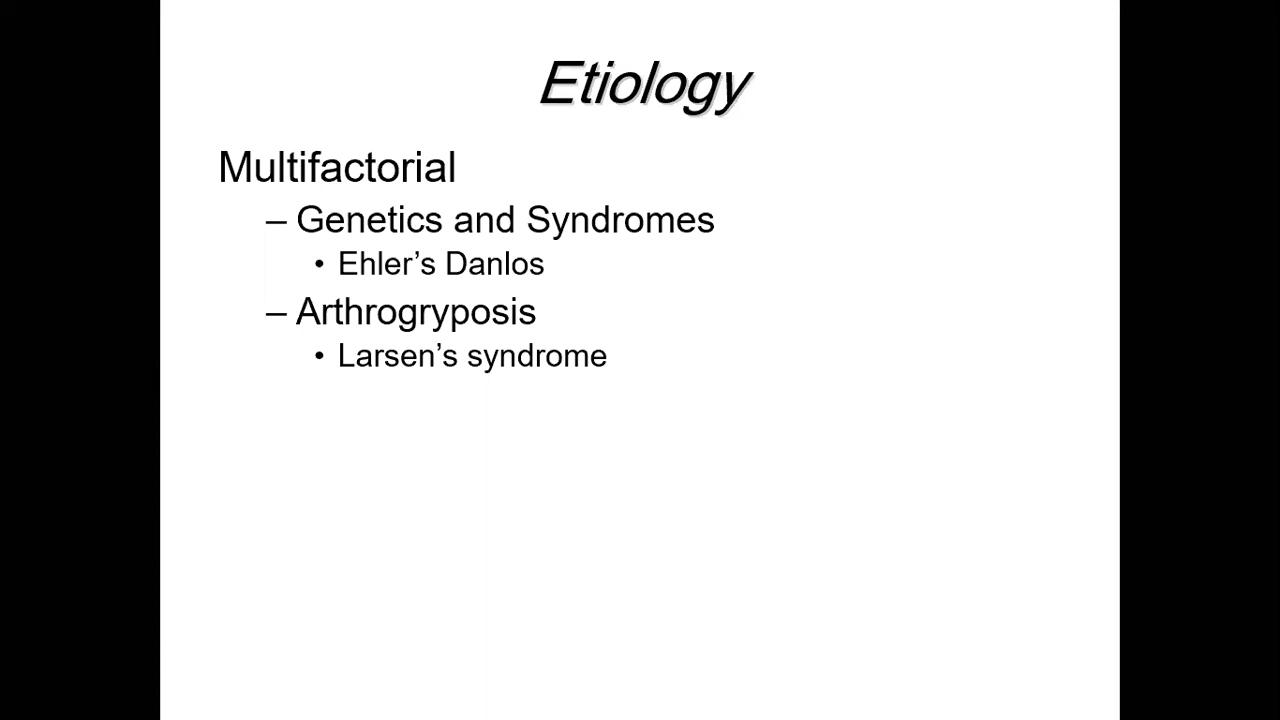 Etiology
Multifactorial
– Genetics and Syndromes
• Ehler’s Danlos
– Arthrogryposis
• Larsen’s syndrome